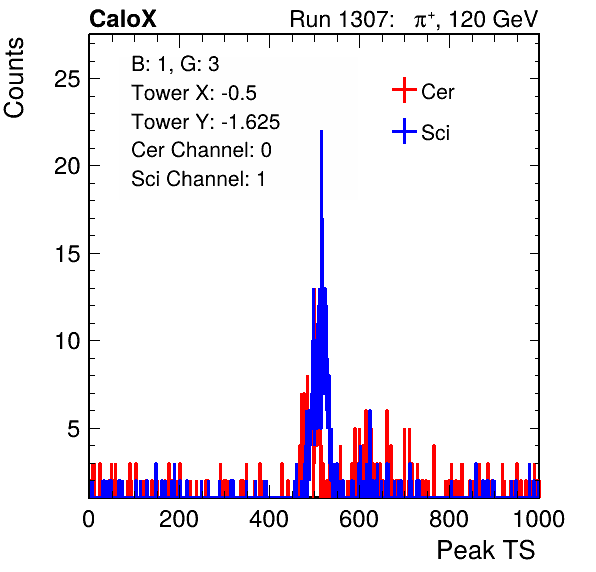 CaloX Run 1307: π⁺, 120 GeV
Counts
B: 1, G: 3
Tower X: -0.5
Tower Y: -1.625
Cer Channel: 0
Sci Channel: 1
Cer
Sci
25
20
15
10
5
0 200 400 600 800 1000
Peak TS